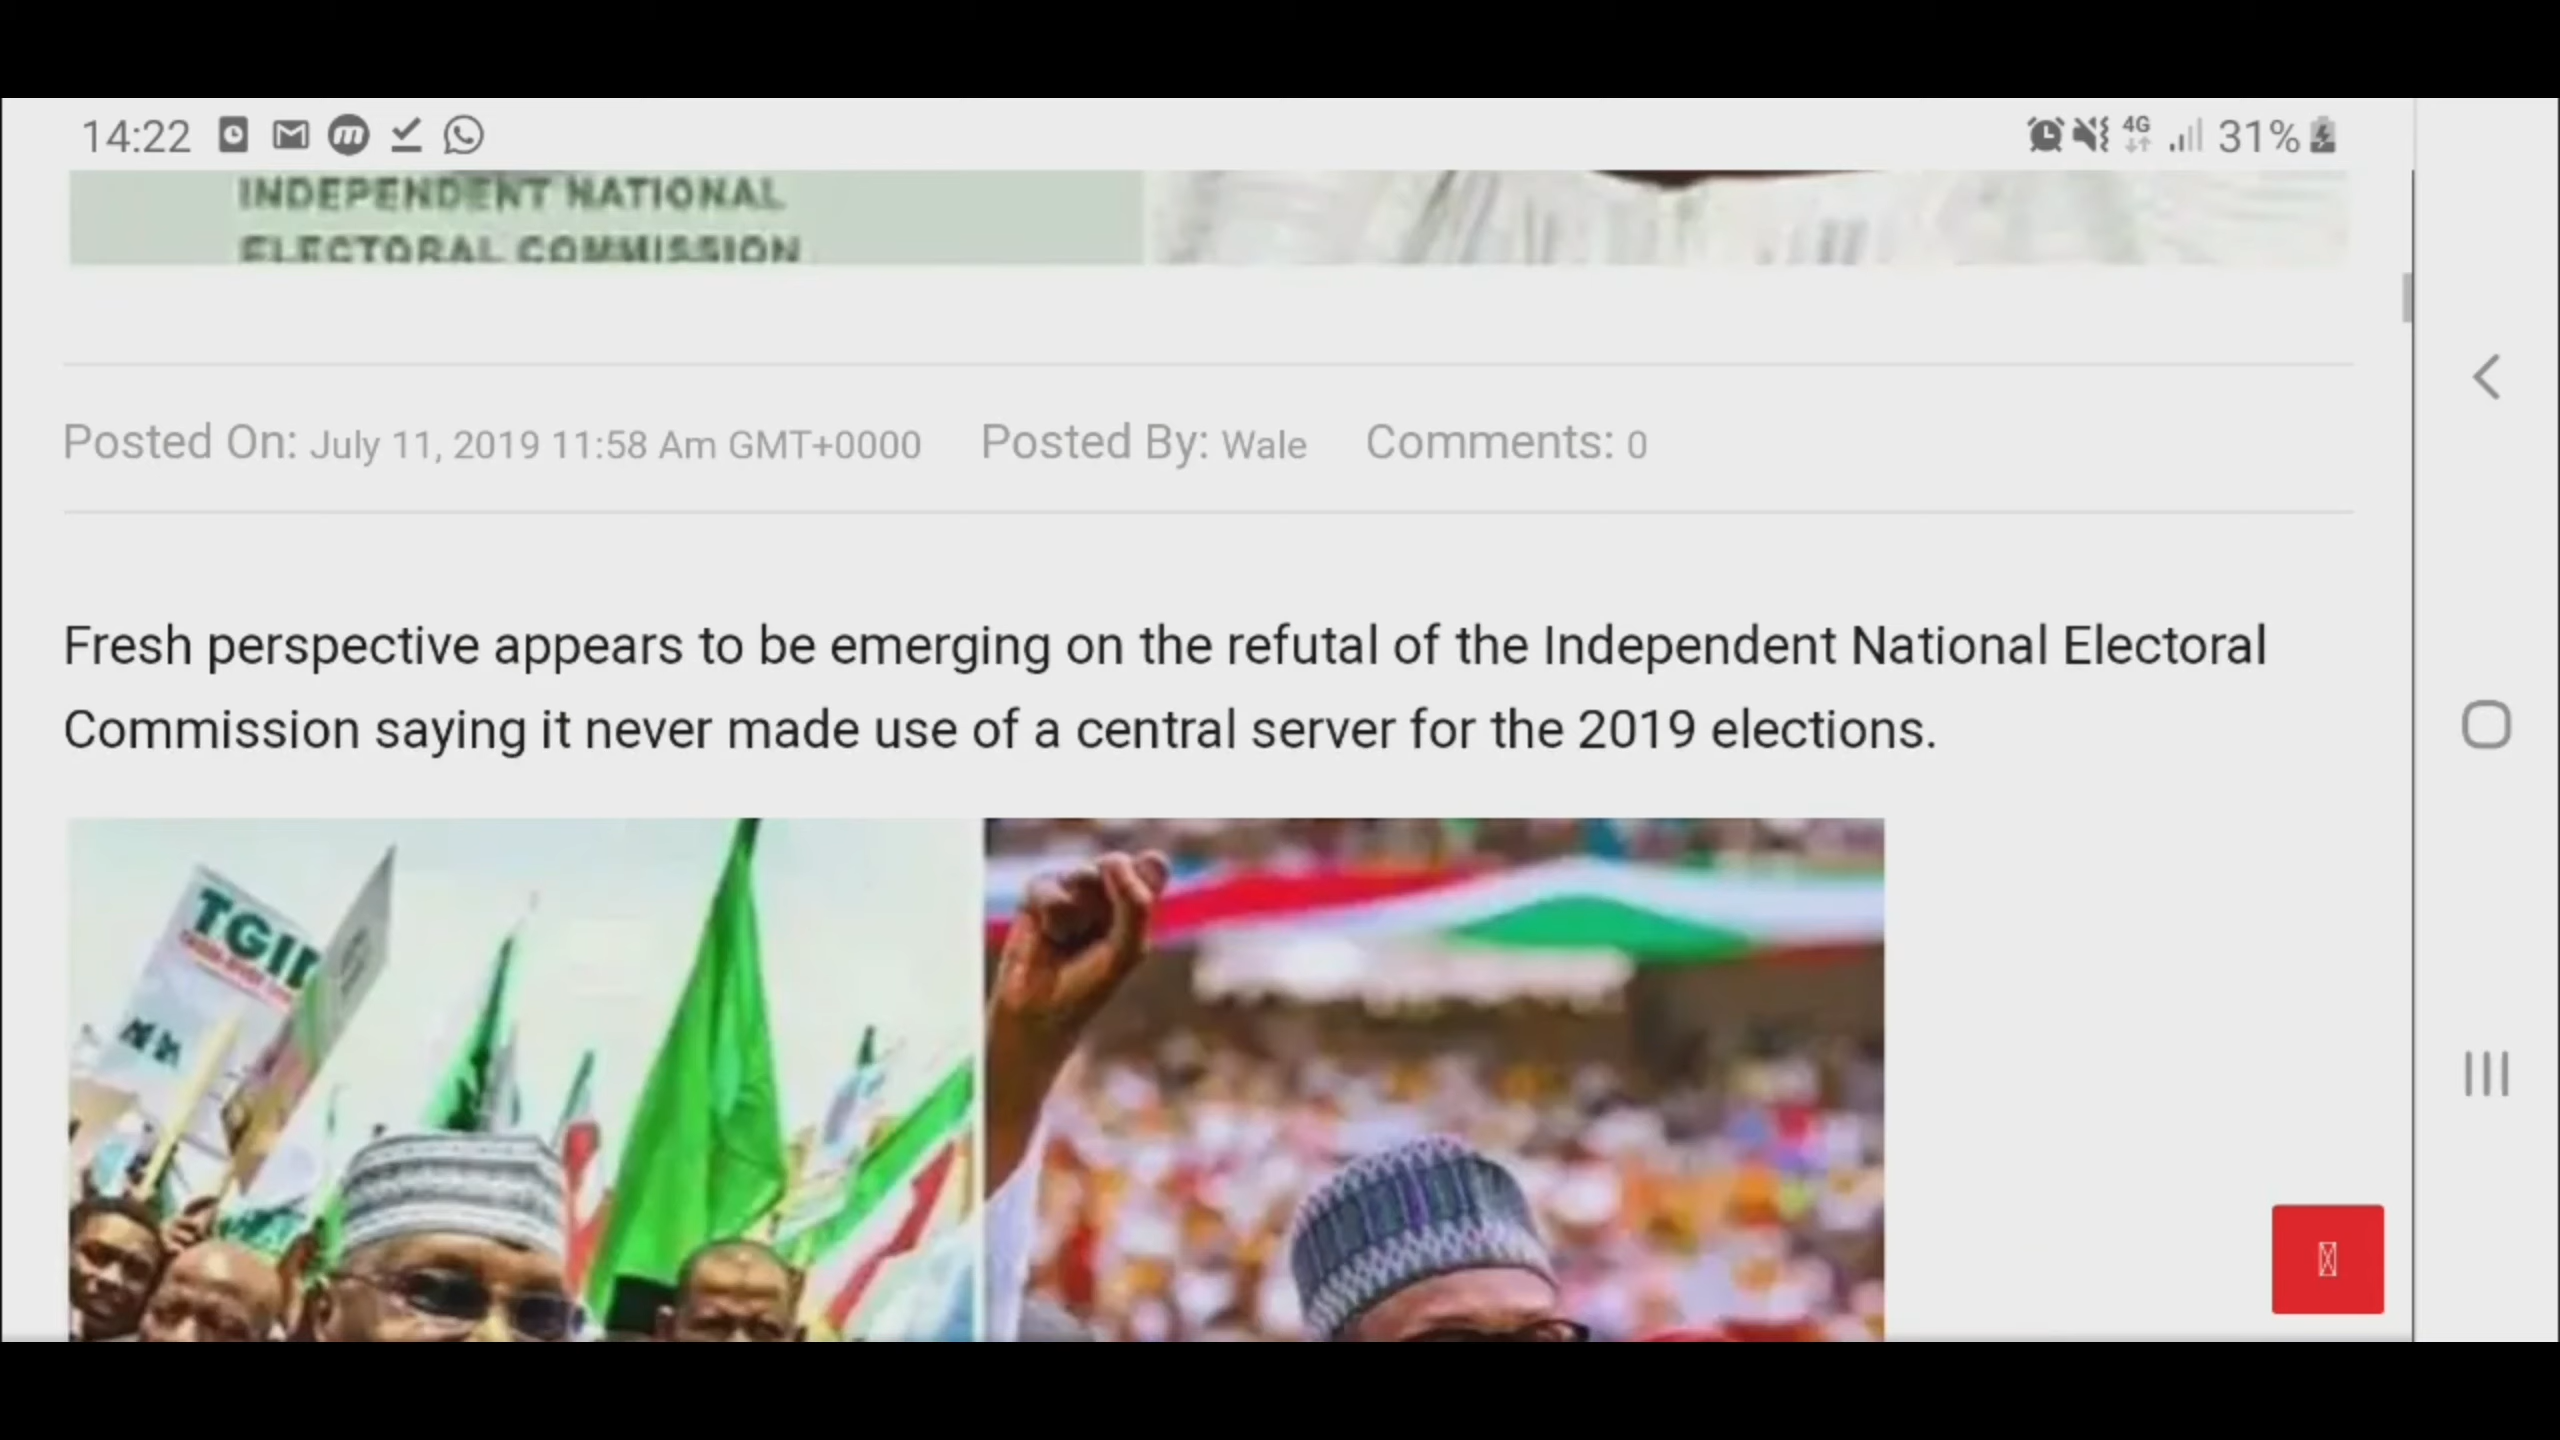 14:22
4G
31%
INDEPENDENT NATIONAL
ELECTORAL COMMISSION
Posted On: July 11, 2019 11:58 Am GMT+0000 Posted By: Wale Comments: 0
Fresh perspective appears to be emerging on the refutal of the Independent National Electoral
Commission saying it never made use of a central server for the 2019 elections.